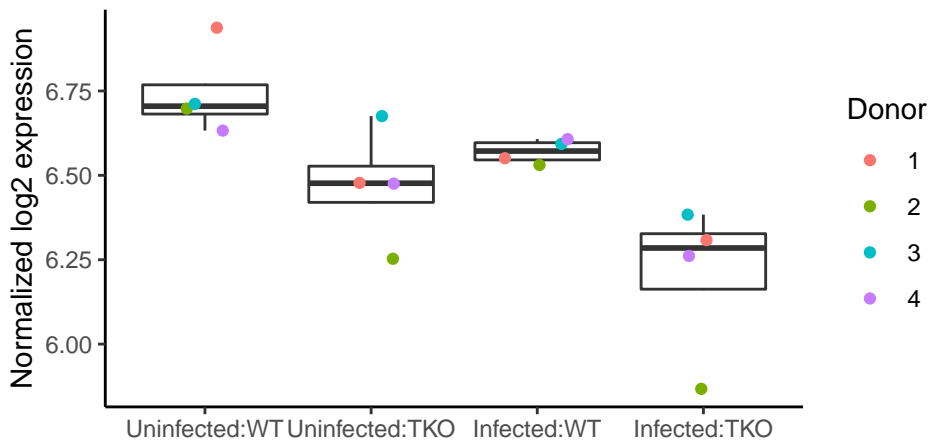 Normalized log2 expression
6.75
6.50
6.25
6.00
Uninfected:WT
Uninfected:TKO
Infected:WT
Infected:TKO
Donor
1
2
3
4